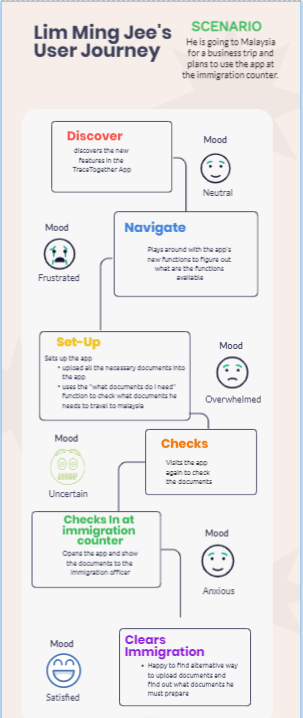 Lim Ming Jee's
User Journey
SCENARIO
He is going to Malaysia
for a business trip and
plans to use the app at
the immigration counter.
Discover
discovers the new
features in the
TraceTogether App
Mood
Neutral
Mood
Frustrated
Navigate
Plays around with the app's
new functions to figure out
what are the functions
available
Set-Up
Sets up the app
• upload all the necessary documents into
the app
• uses the "what documents do I need"
function to check what documents he
needs to travel to malaysia
Mood
Overwhelmed
Mood
Uncertain
Checks
Visits the app
again to check
the documents
Checks In at
immigration
counter
Opens the app and show
the documents to the
immigration officer
Mood
Anxious
Mood
Satisfied
Clears
Immigration
• Happy to find alternative way
to upload documents and
find out what documents he
must prepare